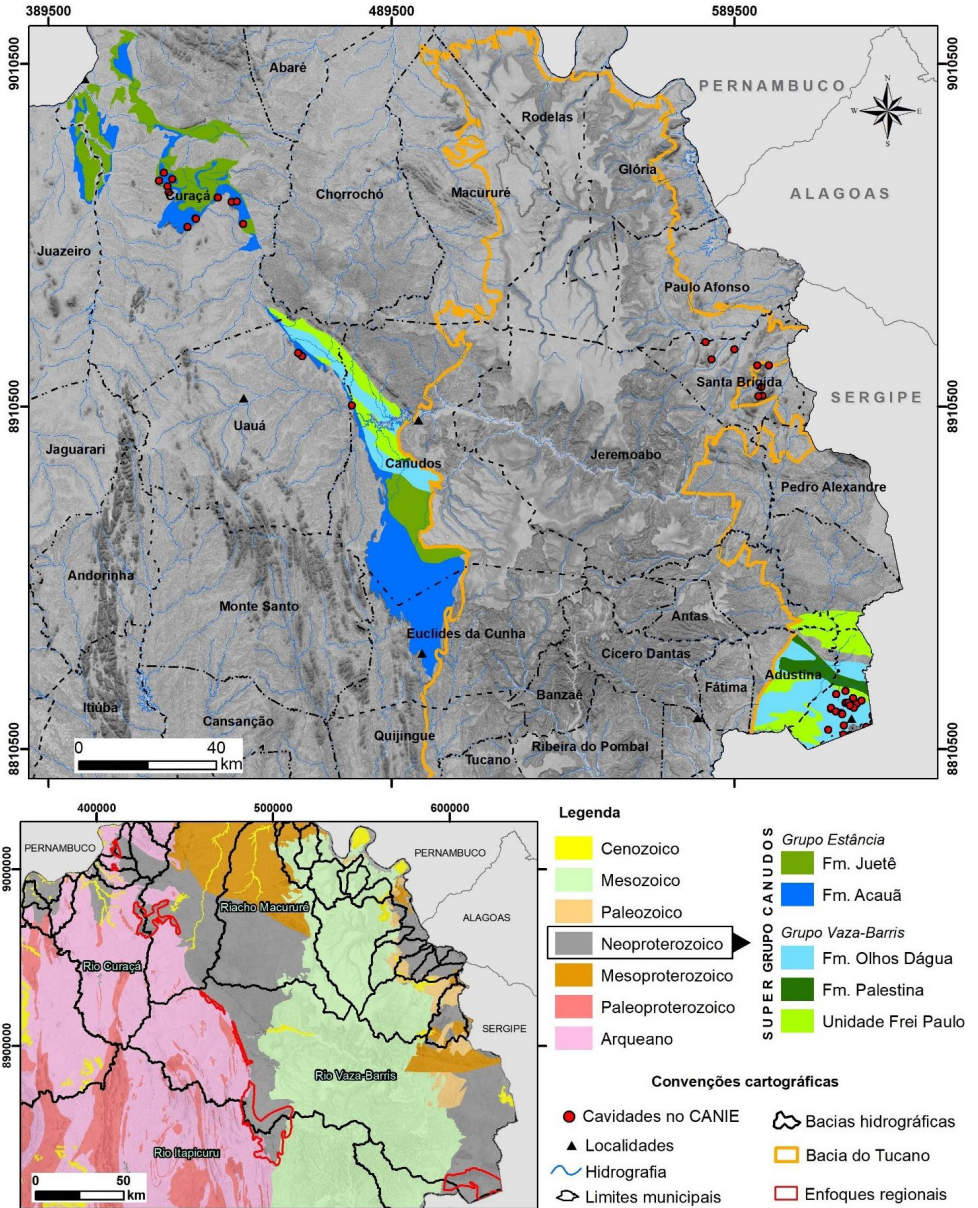 389500 489500 589500
9010500 9010500
Abaré
PERNAMBUCO
N
W E
S
Rodelas
Glória
Curaçá
Chorrochó
Macururé
ALAGOAS
Juazeiro
Paulo Afonso
Santa Brígida
SERGIPE
8910500 8910500
Uauá
Jaguarari
Canudos
Jeremoabo
Pedro Alexandre
Andorinha
Monte Santo
Antas
Euclides da Cunha
Cícero Dantas
Adustina
Fátima
Banzaê
Itiúba
Cansanção
Quijingue
Ribeira do Pombal
Tucano
8810500 8810500
0 40
km
400000 500000 600000
PERNAMBUCO
PERNAMBUCO
9000000
ALAGOAS
Riacho Macururé
Rio Curaçá
SERGIPE
8900000
Rio Vaza-Barris
Rio Itapicuru
0 50
km
Legenda
Cenozoico
Mesozoico
Paleozoico
Neoproterozoico
Mesoproterozoico
Paleoproterozoico
Arqueano
SUPER GRUPO CANUDOS
Grupo Estância
Fm. Juetê
Fm. Acauã
Grupo Vaza-Barris
Fm. Olhos Dágua
Fm. Palestina
Unidade Frei Paulo
Convenções cartográficas
Cavidades no CANIE
Localidades
Hidrografia
Limites municipais
Bacias hidrográficas
Bacia do Tucano
Enfoques regionais